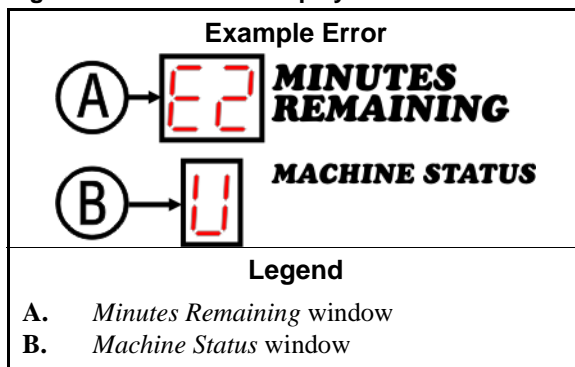 Example Error
A E2 MINUTES
REMAINING
B U MACHINE STATUS
Legend
A. Minutes Remaining window
B. Machine Status window